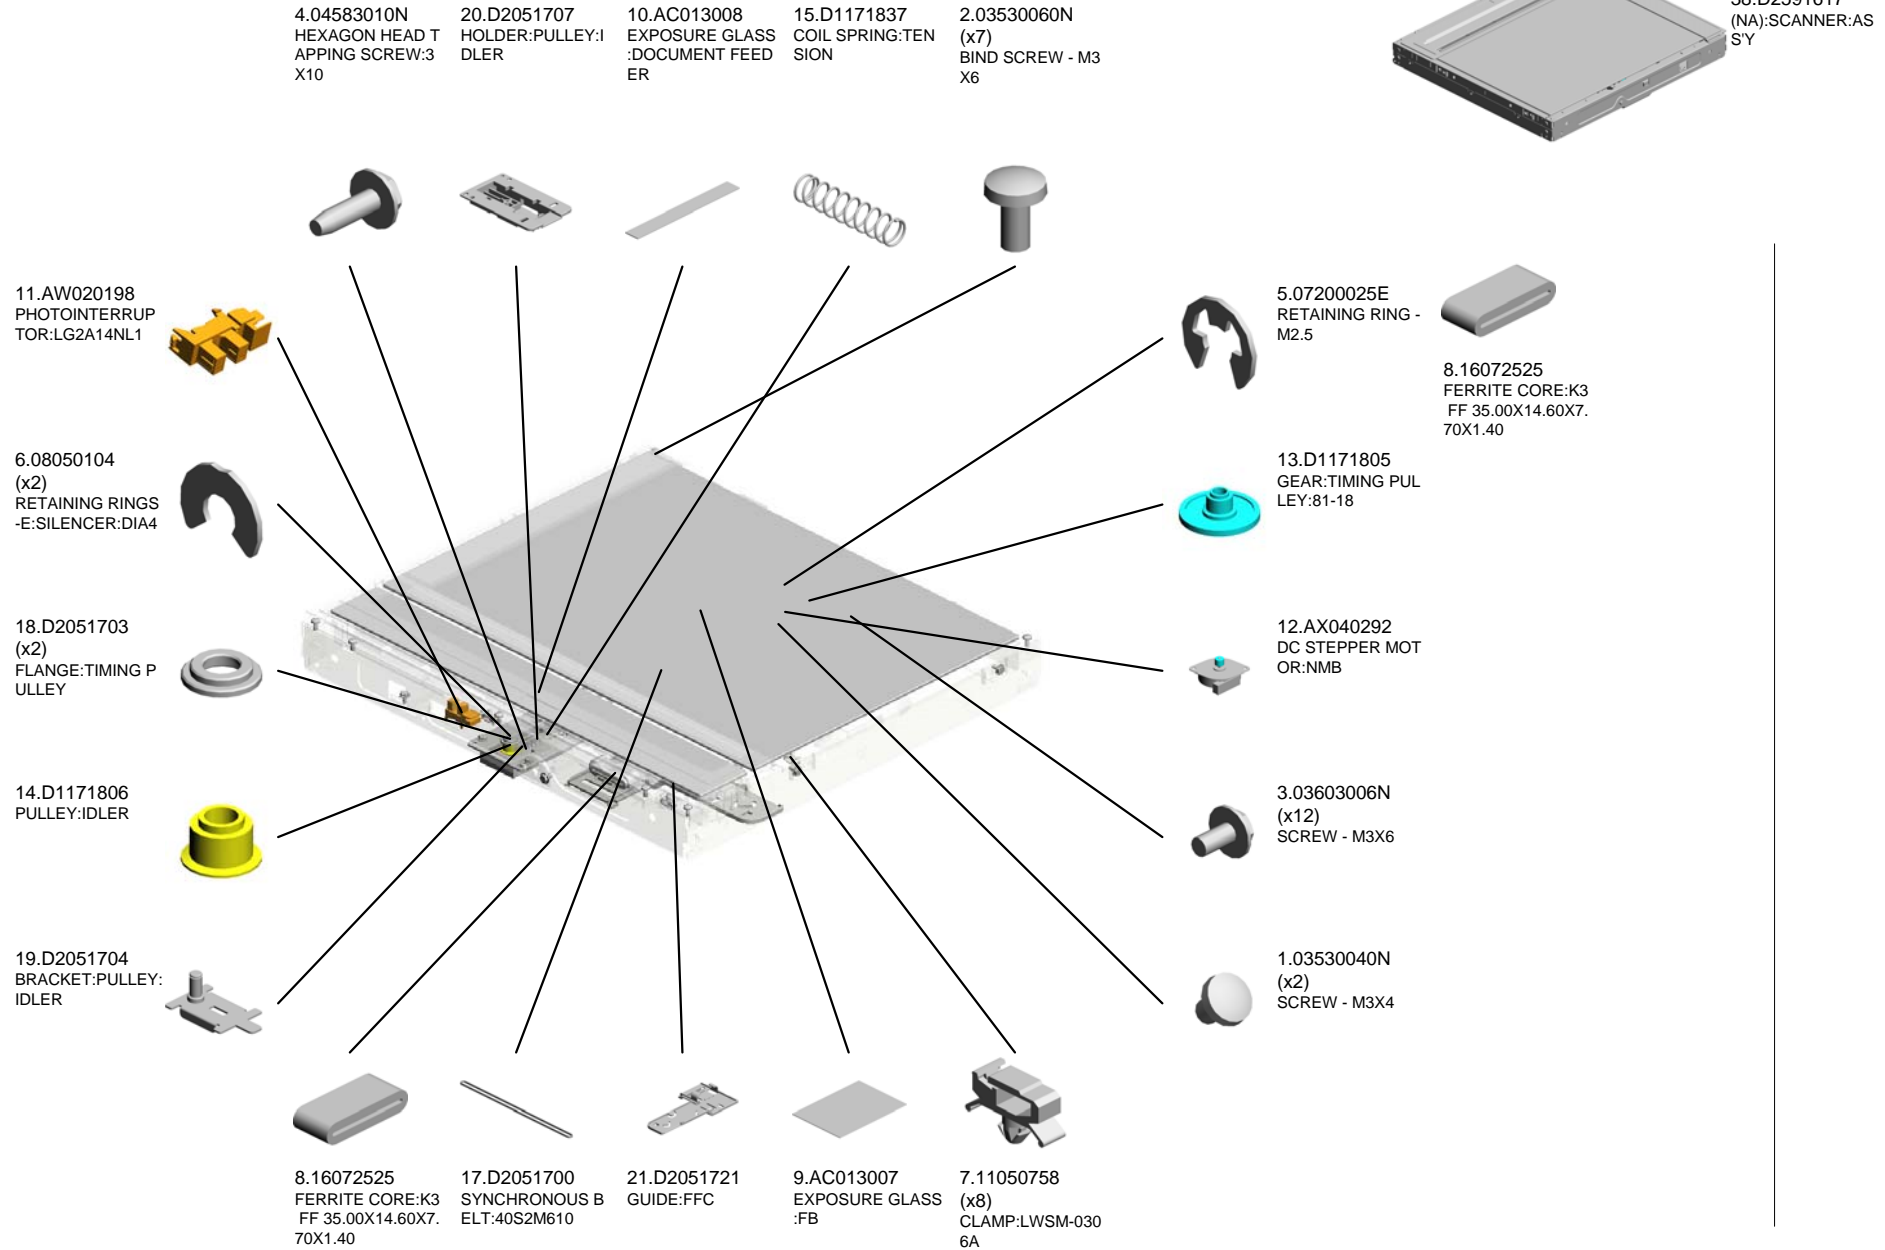 4.04583010N
HEXAGON HEAD T
APPING SCREW:3
X10
20.D2051707
HOLDER:PULLEY:I
DLER
10.AC013008
EXPOSURE GLASS
:DOCUMENT FEED
ER
15.D1171837
COIL SPRING:TEN
SION
2.03530060N
(x7)
BIND SCREW - M3
X6
(NA):SCANNER:AS
S'Y
11.AW020198
PHOTOINTERRUP
TOR:LG2A14NL1
5.07200025E
RETAINING RING -
M2.5
8.16072525
FERRITE CORE:K3
FF 35.00X14.60X7.
70X1.40
6.08050104
(x2)
RETAINING RINGS
-E:SILENCER:DIA4
13.D1171805
GEAR:TIMING PUL
LEY:81-18
18.D2051703
(x2)
FLANGE:TIMING P
ULLEY
12.AX040292
DC STEPPER MOT
OR:NMB
14.D1171806
PULLEY:IDLER
3.03603006N
(x12)
SCREW - M3X6
19.D2051704
BRACKET:PULLEY:
IDLER
1.03530040N
(x2)
SCREW - M3X4
8.16072525
FERRITE CORE:K3
FF 35.00X14.60X7.
70X1.40
17.D2051700
SYNCHRONOUS B
ELT:40S2M610
21.D2051721
GUIDE:FFC
9.AC013007
EXPOSURE GLASS
:FB
7.11050758
(x8)
CLAMP:LWSM-030
6A